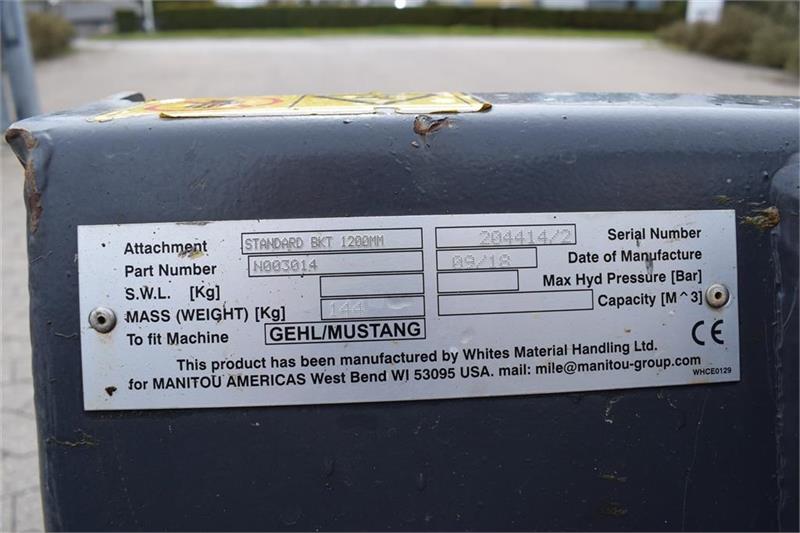 Attachment STANDARD BKT 1200MM 204414/2 Serial Number
Part Number N003014 09/18 Date of Manufacture
S.W.L. [Kg] Max Hyd Pressure [Bar]
MASS (WEIGHT) [Kg] 144 Capacity [M^3]
To fit Machine GEHL/MUSTANG CE
This product has been manufactured by Whites Material Handling Ltd.
for MANITOU AMERICAS West Bend WI 53095 USA. mail: mile@manitou-group.com
WHCE0129